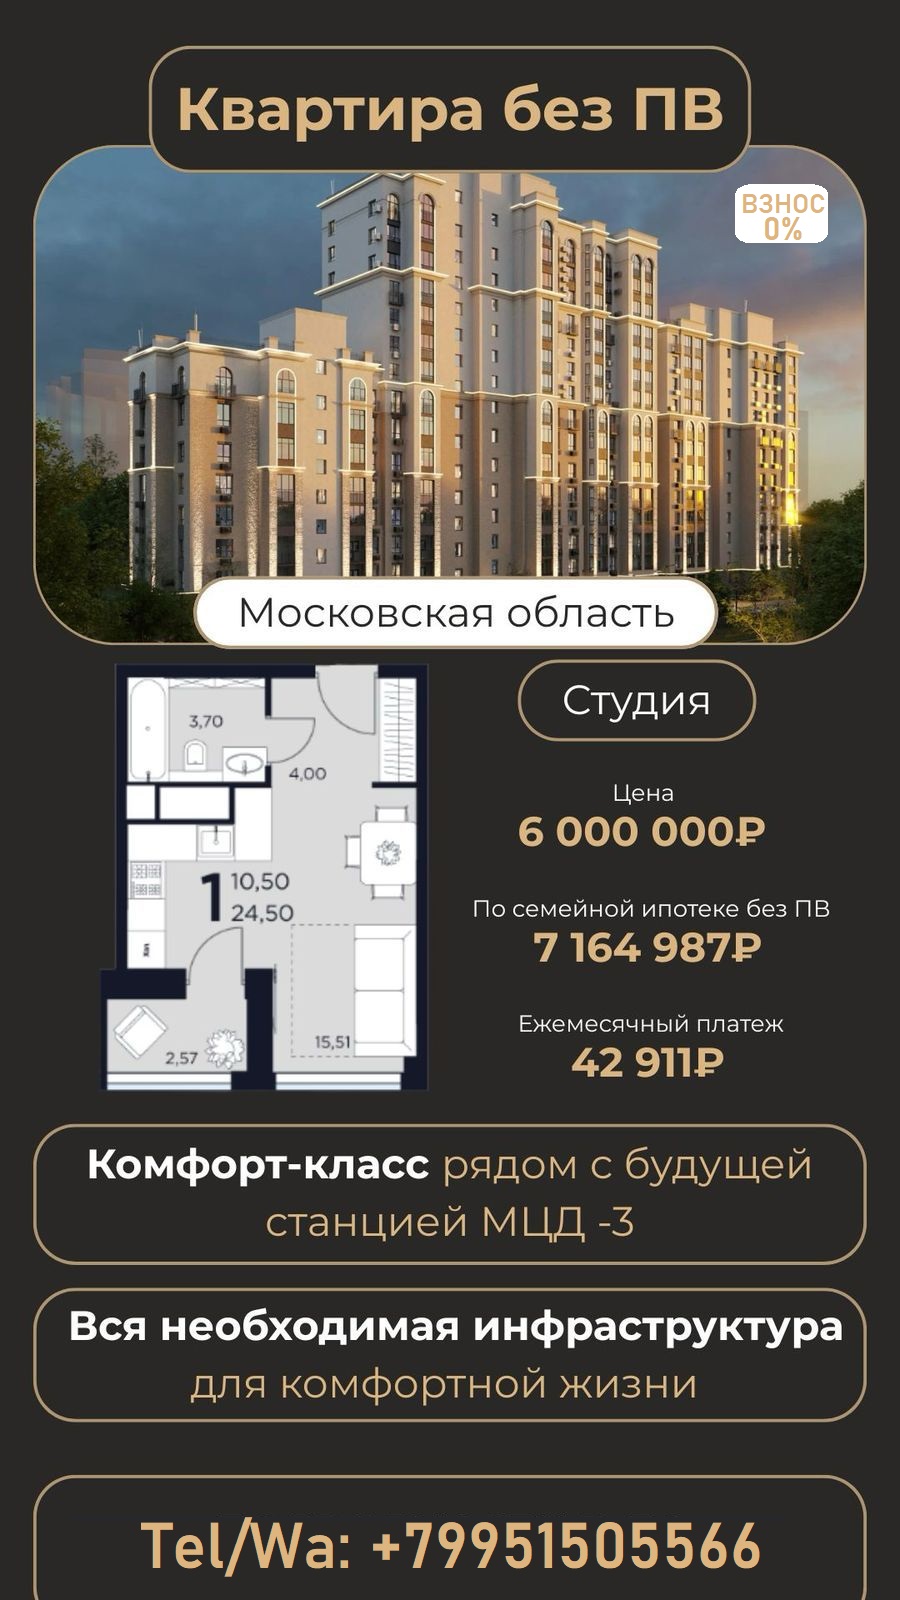 Квартира без ПВ
ВЗНОС
0%
Московская область
3,70
4,00
1
10,50
24,50
2,57
15,51
Студия
Цена
6 000 000₽
По семейной ипотеке без ПВ
7 164 987₽
Ежемесячный платеж
42 911₽
Комфорт-класс рядом с будущей
станцией МЦД -3
Вся необходимая инфраструктура
для комфортной жизни
Tel/Wa: +79951505566